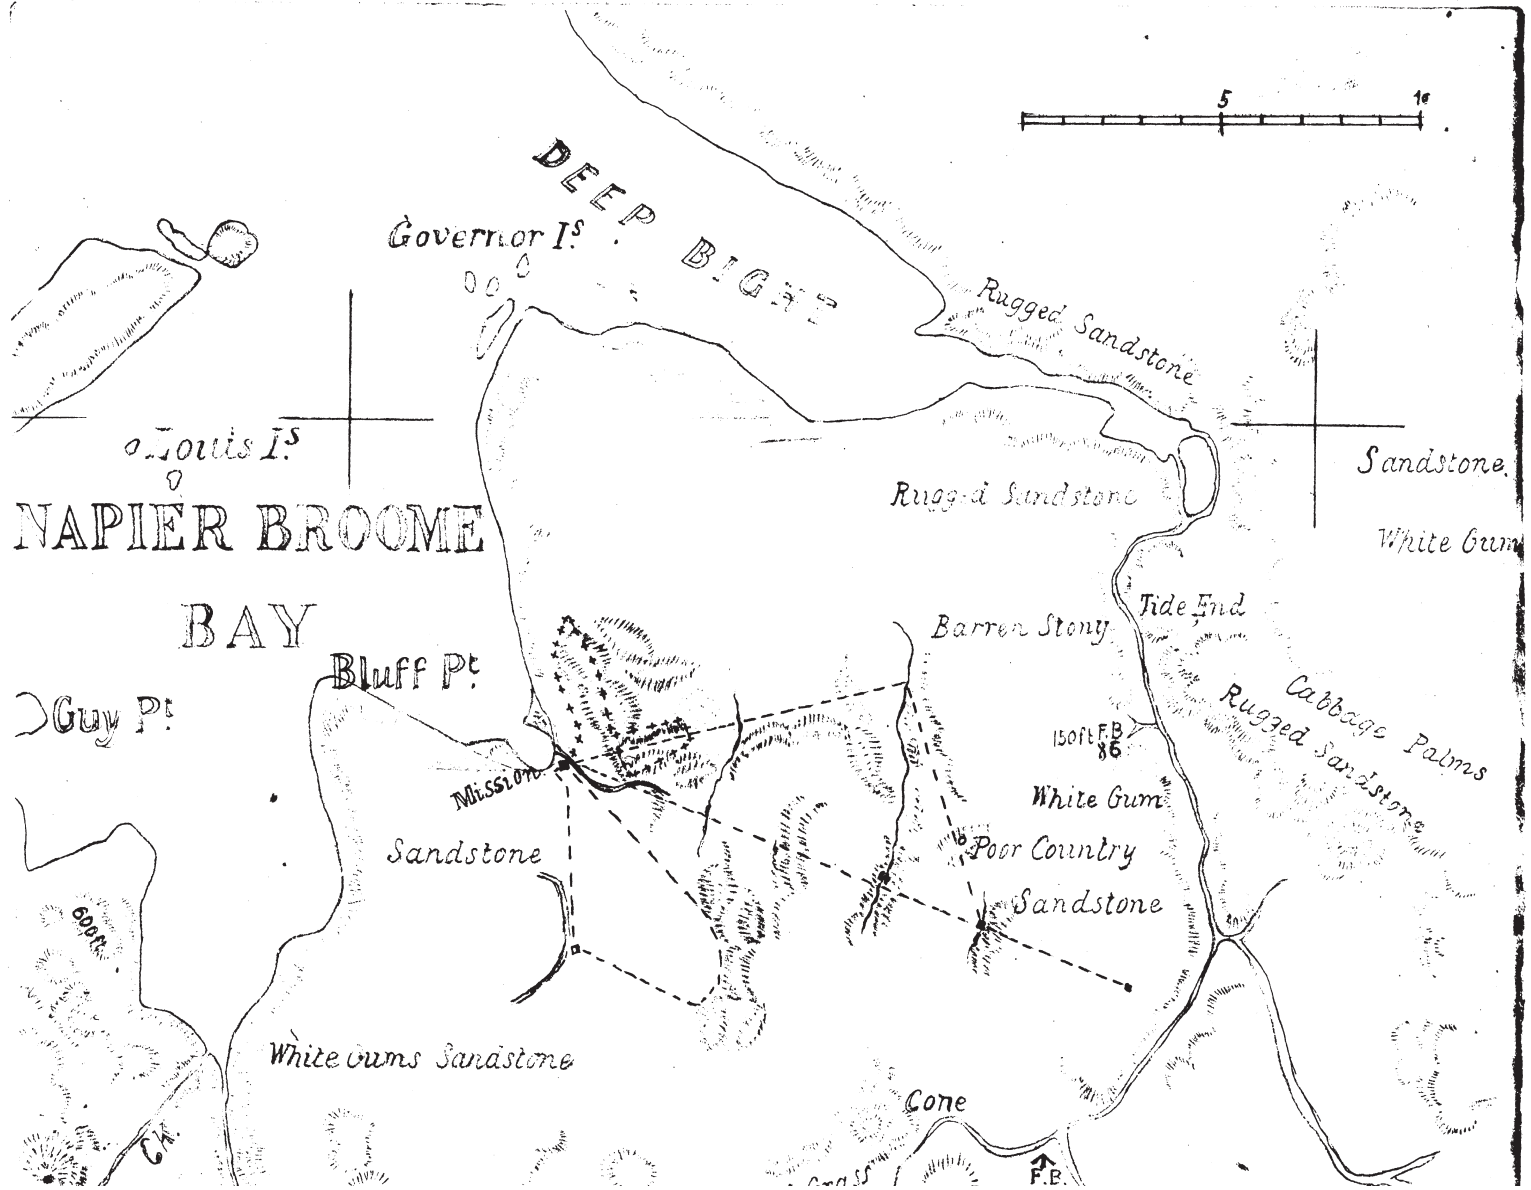 5 10
DEEP BIGHT
Governor Is.
Rugged Sandstone
Louis Is.
Sandstone.
Rugged Sandstone
NAPIER BROOME
BAY
White Gum
Tide End
Barren Stony
Bluff Pt.
Guy Pt.
Cabbage Palms
Rugged Sandstone
150ft F.B
86
Mission
White Gum
Sandstone
Poor Country
Sandstone
600ft.
White Gums Sandstone
Cone
Ch.
F.B.
Grass